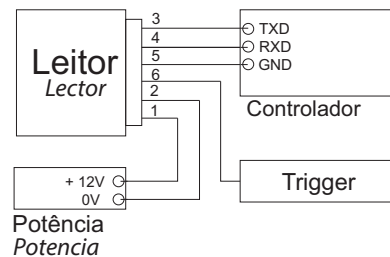 Leitor
Lector
3
4
5
6
2
1
TXD
RXD
GND
Controlador
+ 12V
0V
Potência
Potencia
Trigger